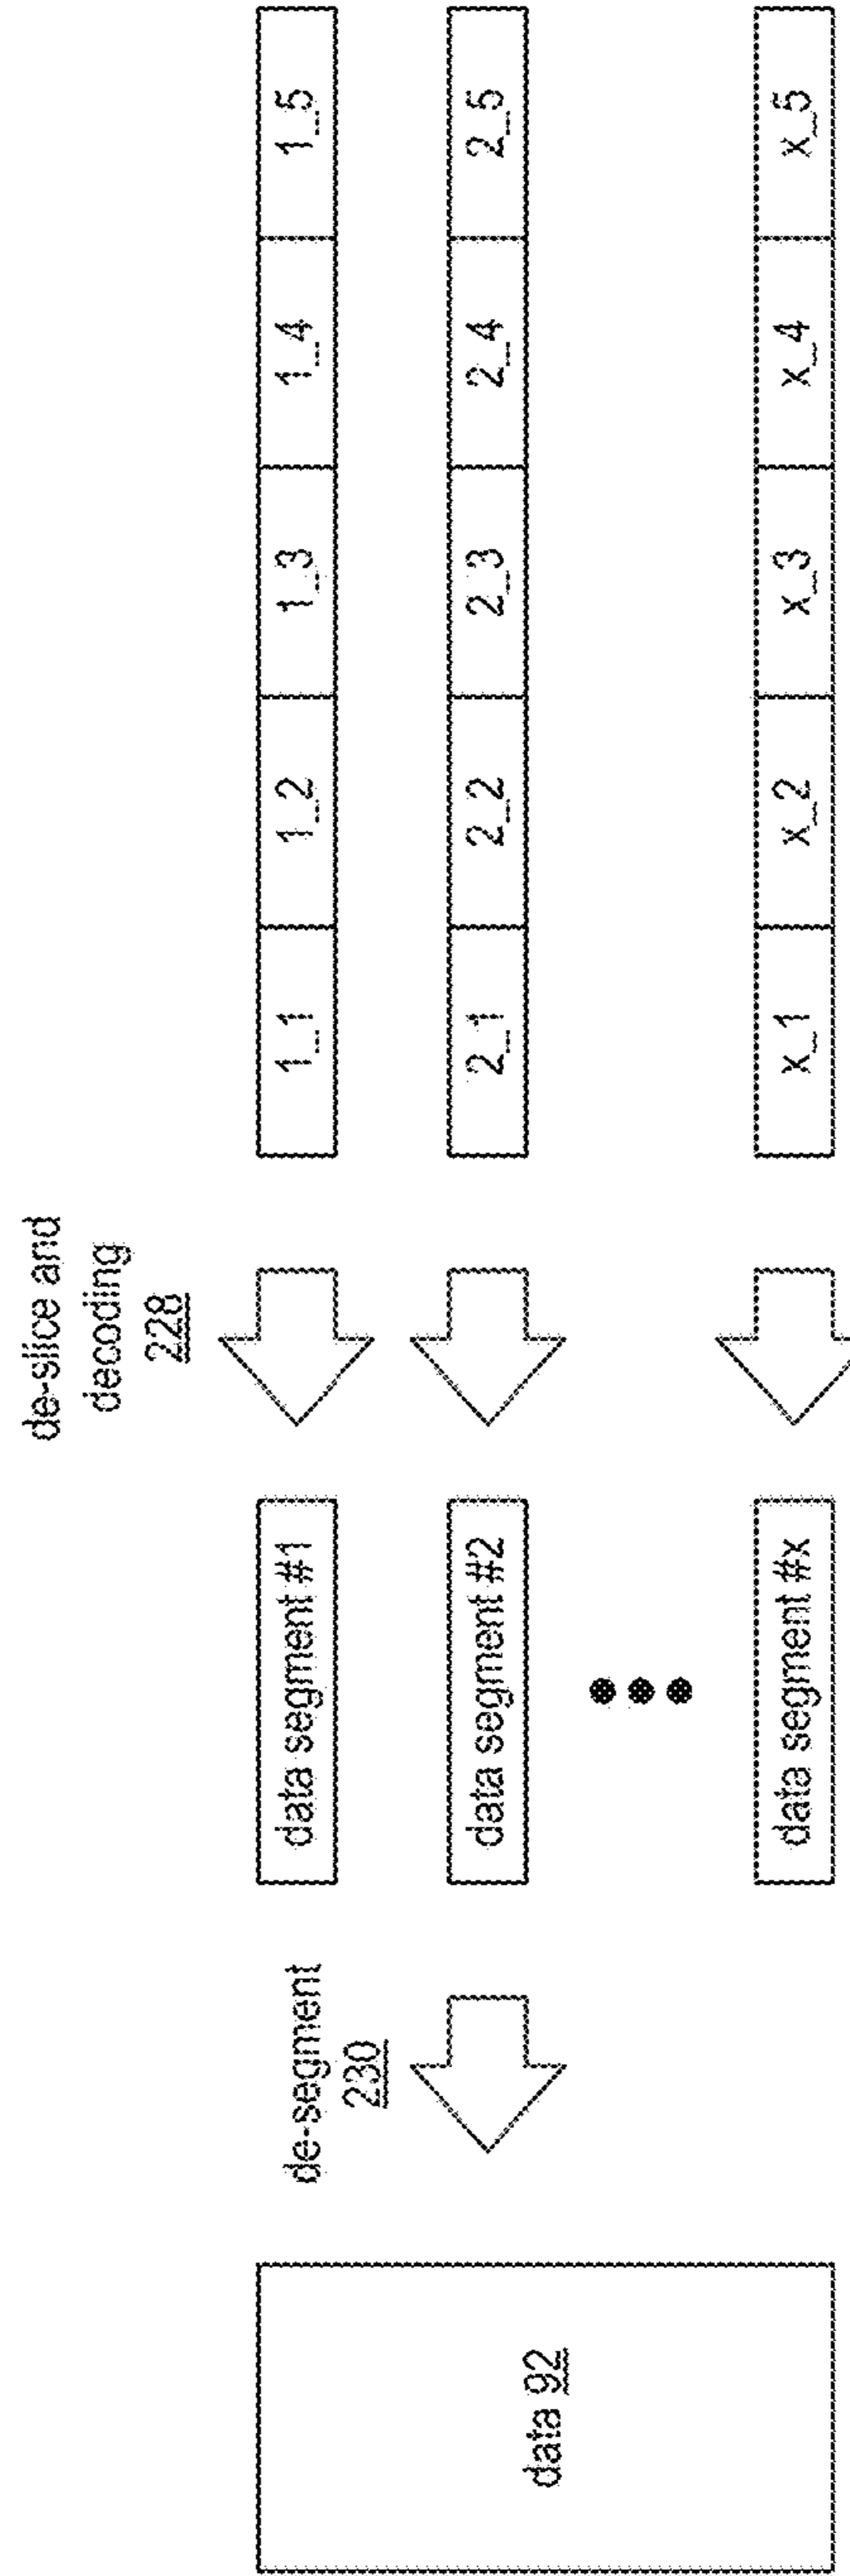 de-slice and
decoding
228
de-segment
230
data 92
data segment #1
1_1 1_2 1_3 1_4 1_5
data segment #2
2_1 2_2 2_3 2_4 2_5
data segment #x
x_1 x_2 x_3 x_4 x_5